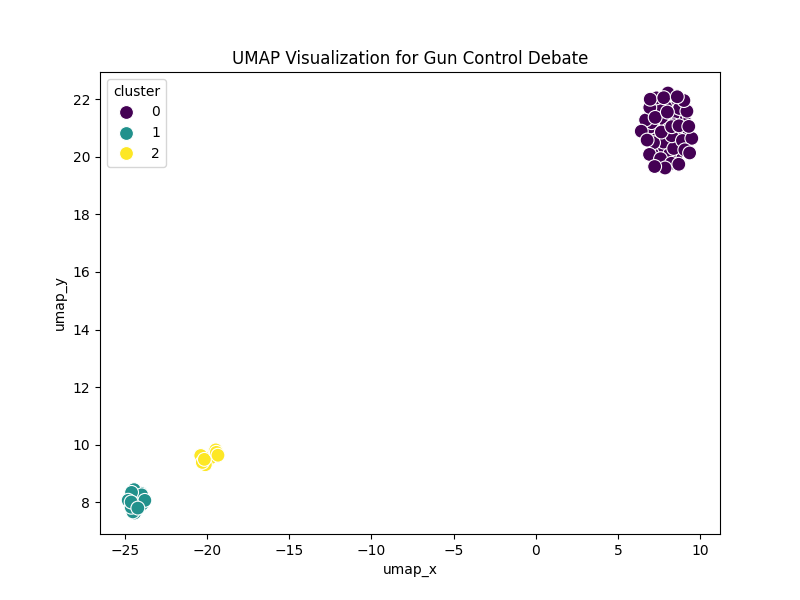 UMAP Visualization for Gun Control Debate
cluster
0
1
2
22
20
18
16
14
12
10
8
umap_y
−25 −20 −15 −10 −5 0 5 10
umap_x